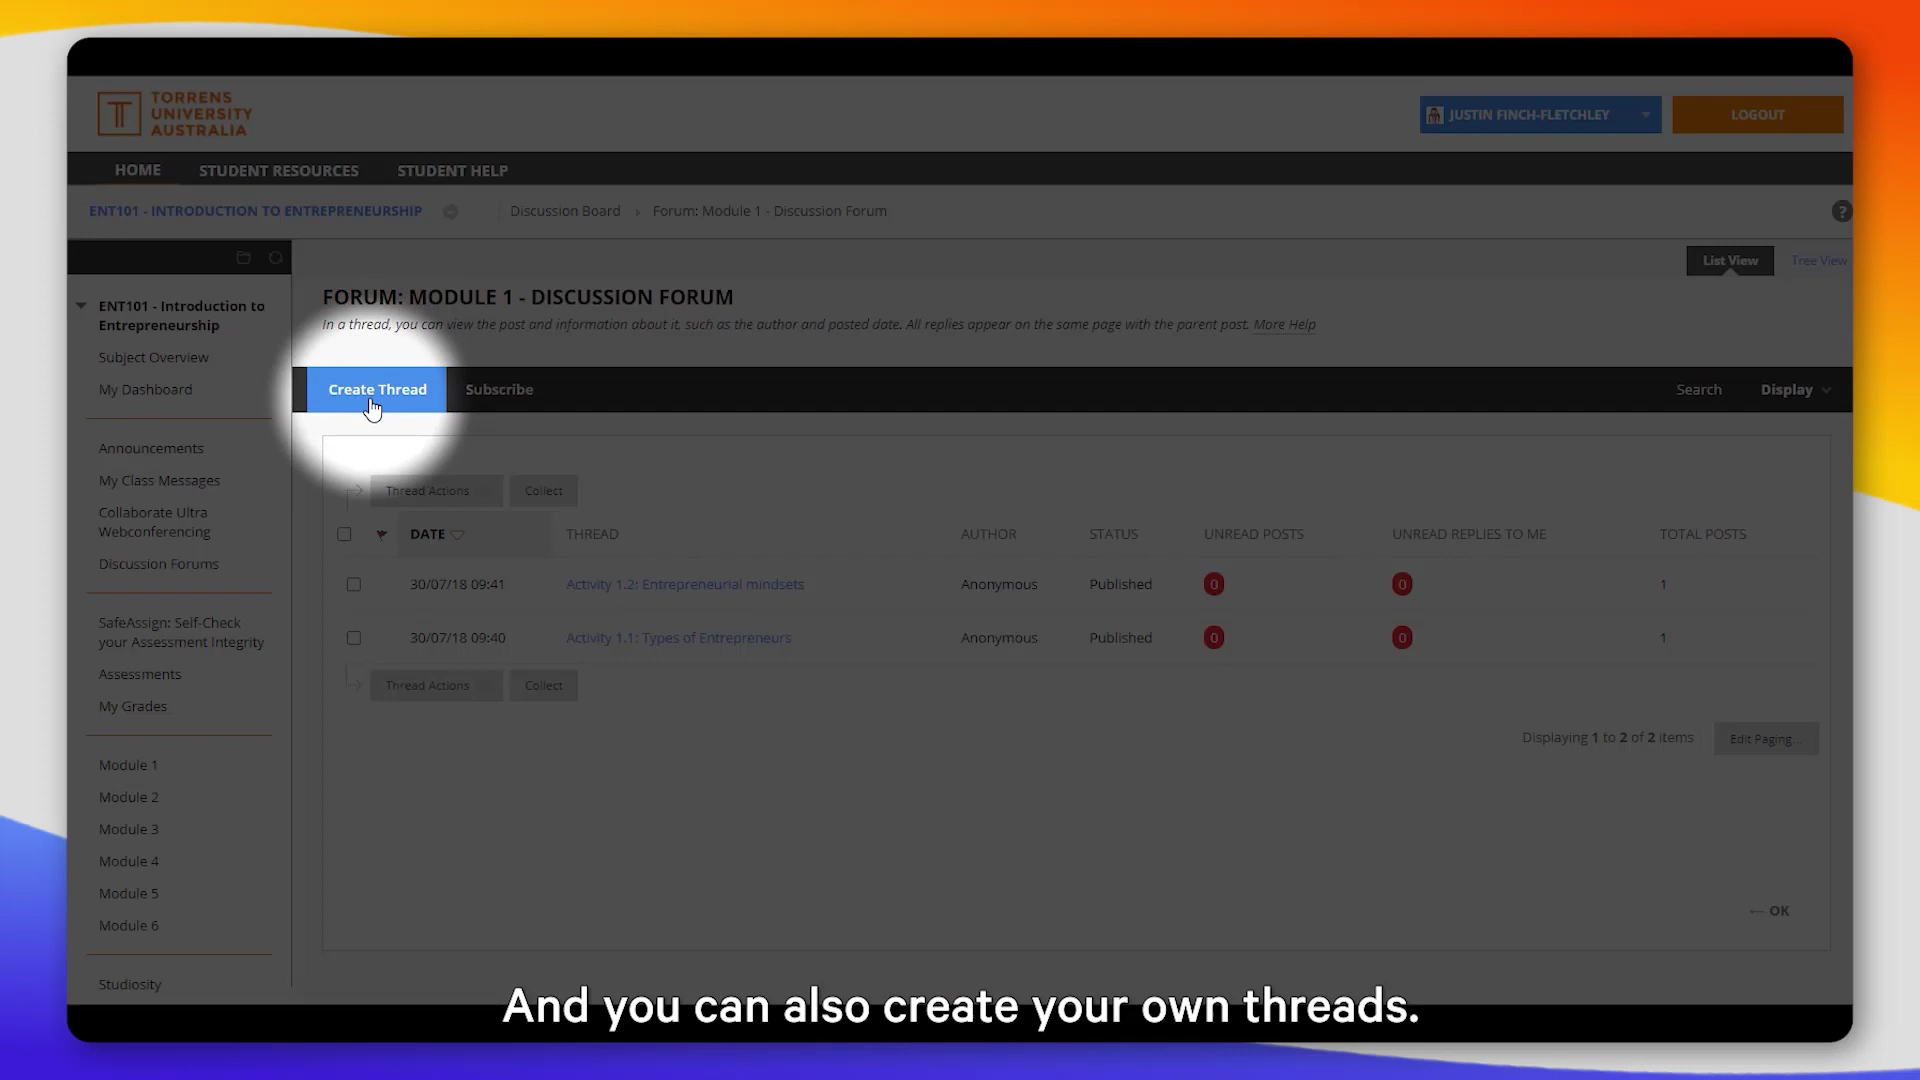 TORRENS
UNIVERSITY
AUSTRALIA
JUSTIN FINCH-FLETCHLEY
LOGOUT
HOME
STUDENT RESOURCES
STUDENT HELP
ENT101 - INTRODUCTION TO ENTREPRENEURSHIP
Discussion Board
Forum: Module 1 - Discussion Forum
?
List View
Tree View
ENT101 - Introduction to
Entrepreneurship
Subject Overview
My Dashboard
Announcements
My Class Messages
Collaborate Ultra
Webconferencing
Discussion Forums
SafeAssign: Self-Check
your Assessment Integrity
Assessments
My Grades
Module 1
Module 2
Module 3
Module 4
Module 5
Module 6
Studiosity
FORUM: MODULE 1 - DISCUSSION FORUM
In a thread, you can view the post and information about it, such as the author and posted date. All replies appear on the same page with the parent post. More Help
Create Thread
Subscribe
Search
Display
Thread Actions
Collect
DATE THREAD AUTHOR STATUS UNREAD POSTS UNREAD REPLIES TO ME TOTAL POSTS
30/07/18 09:41 Activity 1.2: Entrepreneurial mindsets Anonymous Published 0 0 1
30/07/18 09:40 Activity 1.1: Types of Entrepreneurs Anonymous Published 0 0 1
Thread Actions
Collect
Displaying 1 to 2 of 2 items
Edit Paging...
OK
And you can also create your own threads.